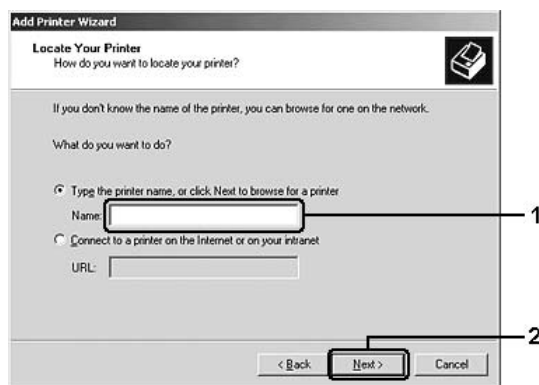 Add Printer Wizard
Locate Your Printer
How do you want to locate your printer?
If you don't know the name of the printer, you can browse for one on the network.
What do you want to do?
Type the printer name, or click Next to browse for a printer
Name:
1
Connect to a printer on the Internet or on your intranet
URL:
2
< Back Next > Cancel